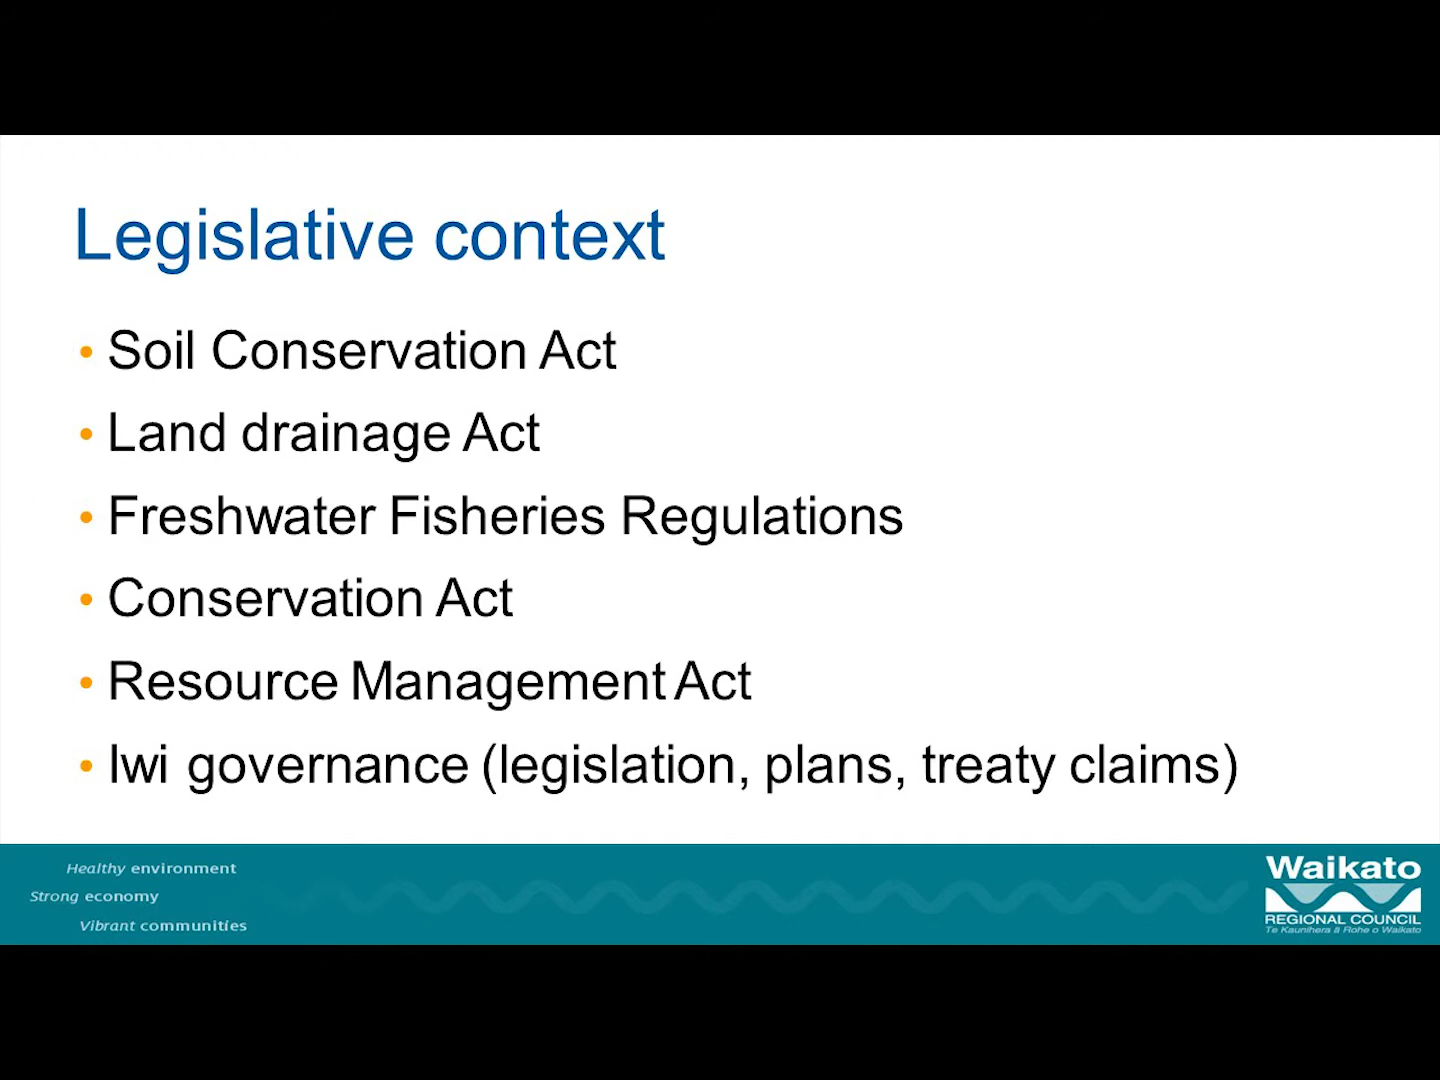 Legislative context
• Soil Conservation Act
• Land drainage Act
• Freshwater Fisheries Regulations
• Conservation Act
• Resource Management Act
• Iwi governance (legislation, plans, treaty claims)
Healthy environment
Strong economy
Vibrant communities
Waikato
REGIONAL COUNCIL
Te Kaunihera ā Rohe o Waikato